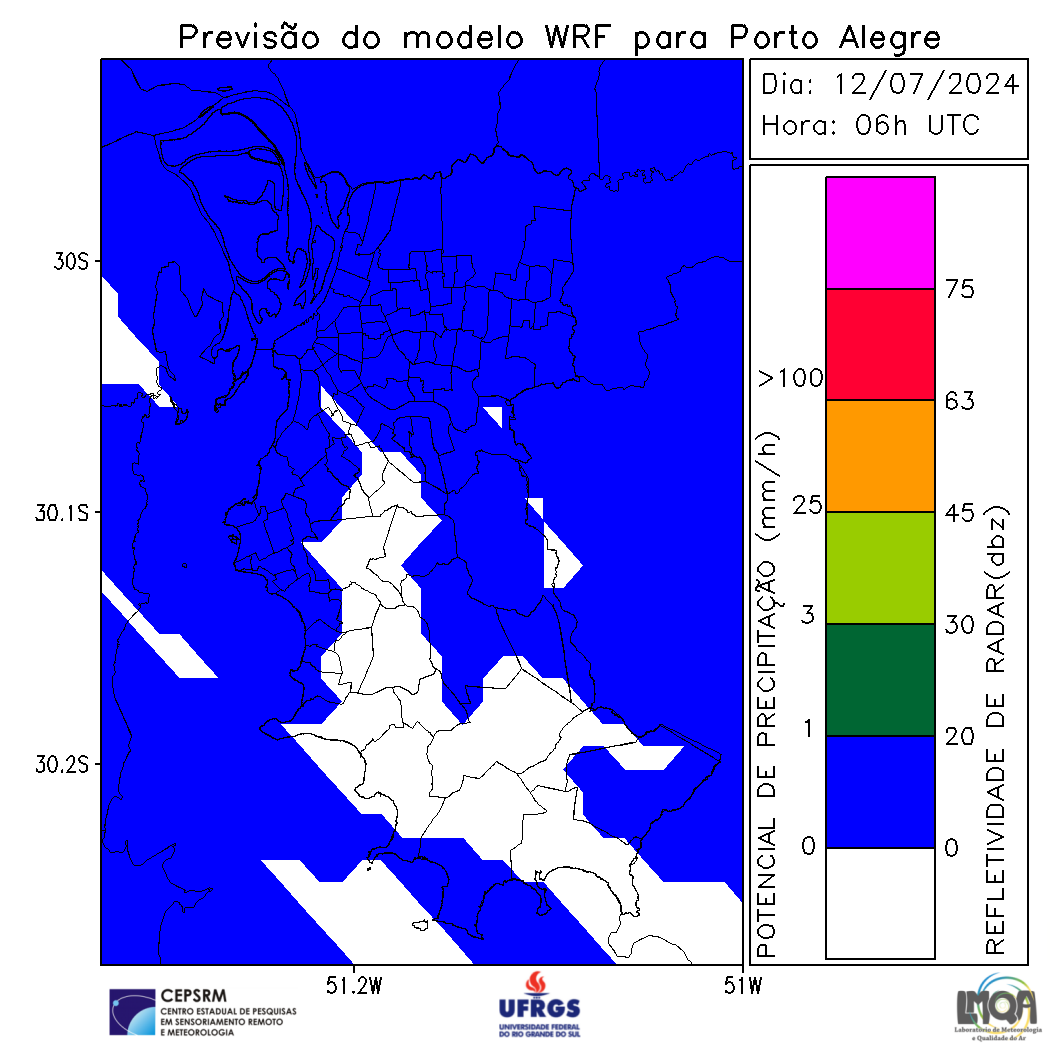 Previsão do modelo WRF para Porto Alegre
Dia: 12/07/2024
Hora: 06h UTC
30S
30.1S
30.2S
51.2W
51W
POTENCIAL DE PRECIPITAÇÃO (mm/h)
>100
25
3
1
0
75
63
45
30
20
0
REFLETIVIDADE DE RADAR(dbz)
CEPSRM
CENTRO ESTADUAL DE PESQUISAS
EM SENSORIAMENTO REMOTO
E METEOROLOGIA
UFRGS
UNIVERSIDADE FEDERAL
DO RIO GRANDE DO SUL
LMQA
Laboratório de Meteorologia
e Qualidade do Ar